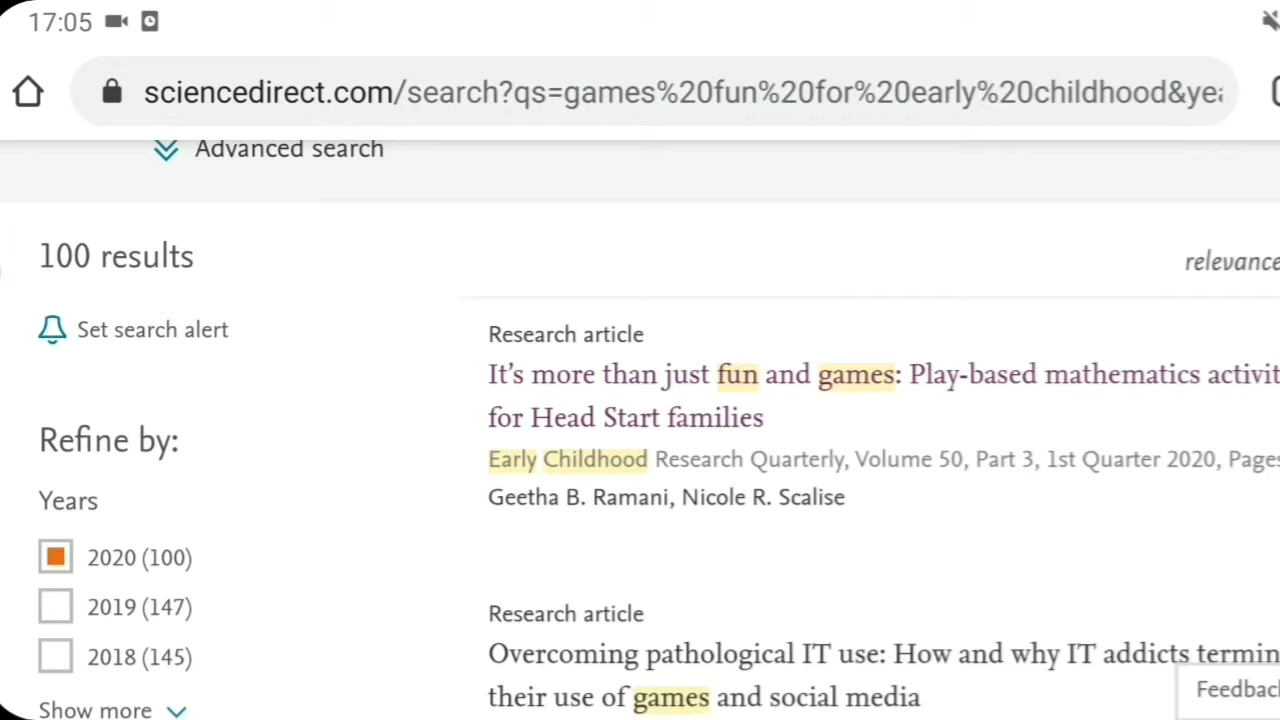 17:05
sciencedirect.com/search?qs=games%20fun%20for%20early%20childhood&yea
Advanced search
100 results
relevance
Set search alert
Research article
It's more than just fun and games: Play-based mathematics activit
for Head Start families
Early Childhood Research Quarterly, Volume 50, Part 3, 1st Quarter 2020, Pages
Geetha B. Ramani, Nicole R. Scalise
Refine by:
Years
2020 (100)
2019 (147)
2018 (145)
Show more
Research article
Overcoming pathological IT use: How and why IT addicts termin
their use of games and social media
Feedback